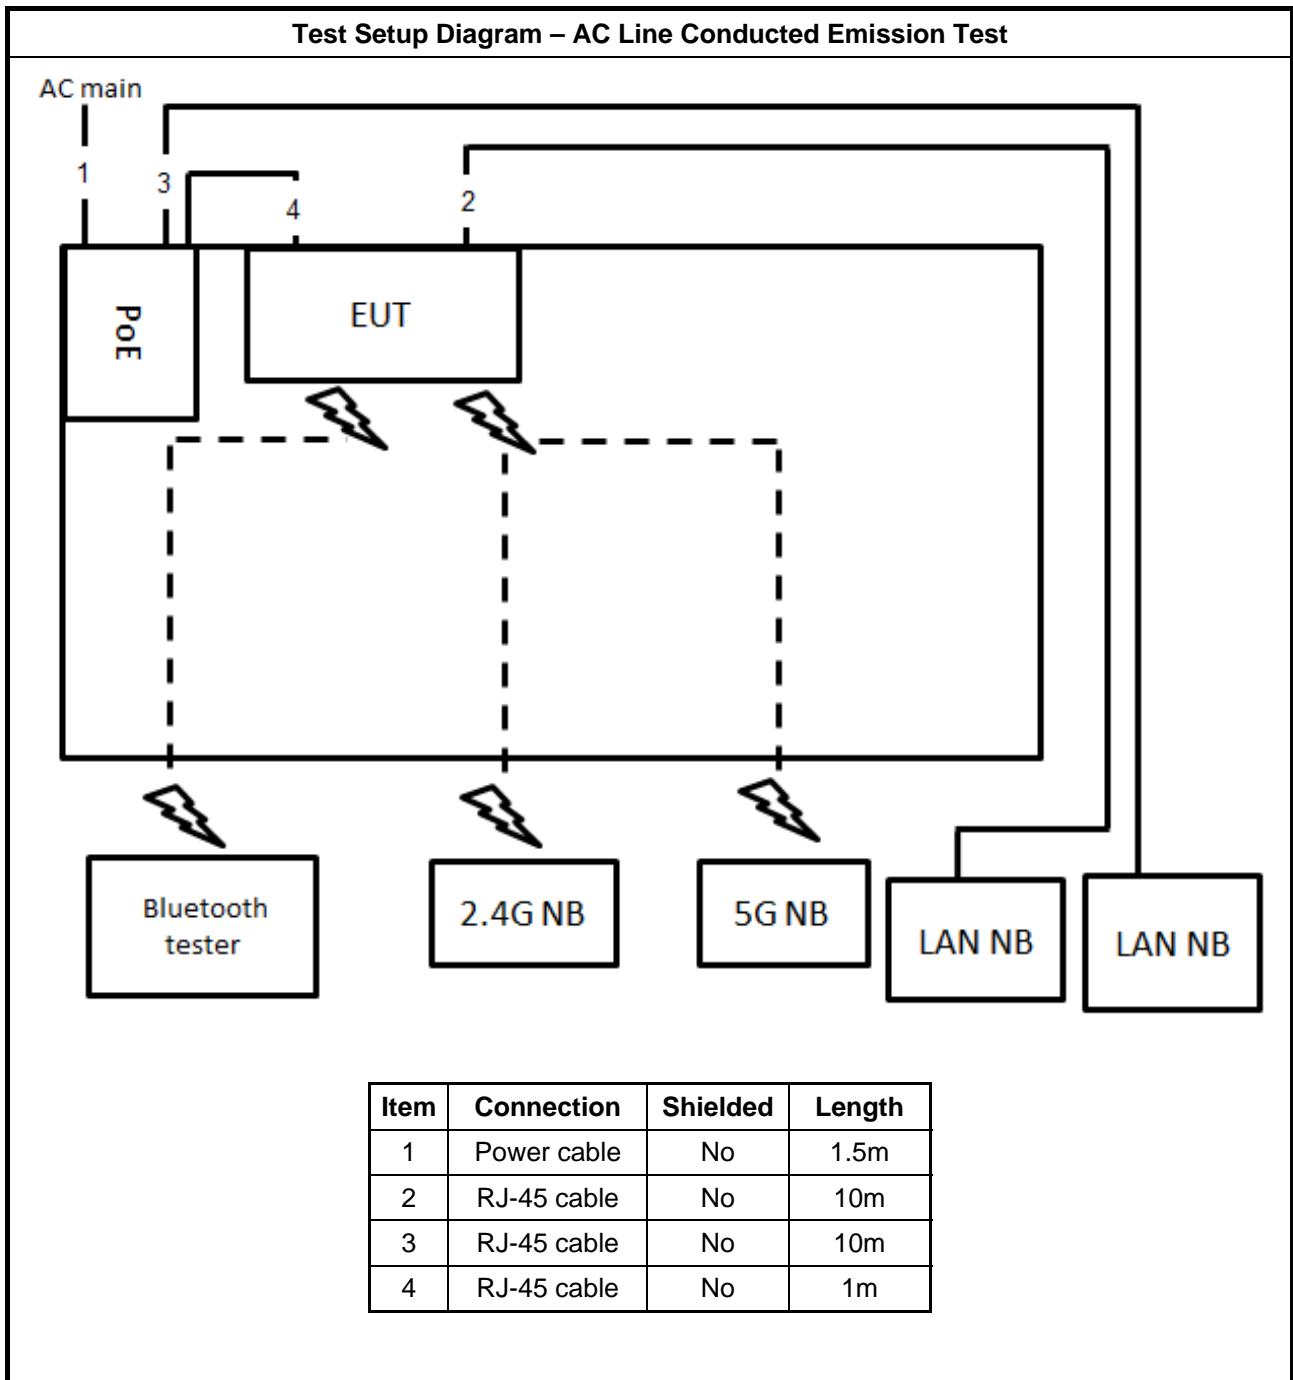 Test Setup Diagram – AC Line Conducted Emission Test
AC main
1
3
4
2
PoE
EUT
Bluetooth
tester
2.4G NB
5G NB
LAN NB
LAN NB
Item Connection Shielded Length
1 Power cable No 1.5m
2 RJ-45 cable No 10m
3 RJ-45 cable No 10m
4 RJ-45 cable No 1m